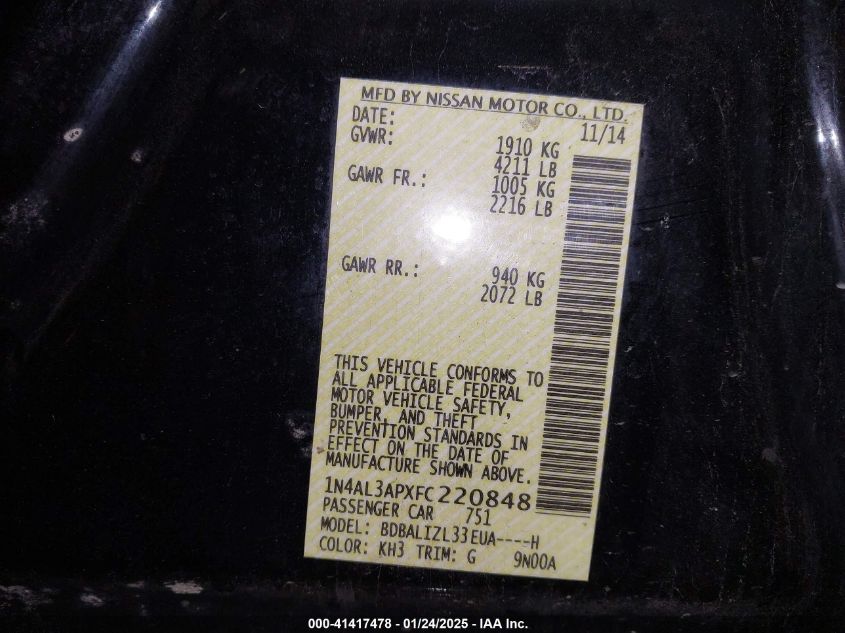 MFD BY NISSAN MOTOR CO., LTD.
DATE: 11/14
GVWR: 1910 KG
4211 LB
GAWR FR.: 1005 KG
2216 LB
GAWR RR.: 940 KG
2072 LB
THIS VEHICLE CONFORMS TO
ALL APPLICABLE FEDERAL
MOTOR VEHICLE SAFETY,
BUMPER, AND THEFT
PREVENTION STANDARDS IN
EFFECT ON THE DATE OF
MANUFACTURE SHOWN ABOVE.
1N4AL3APXFC220848
PASSENGER CAR 751
MODEL: BDBALIZL33EUA----H
COLOR: KH3 TRIM: G 9N00A
000-41417478 - 01/24/2025 - IAA Inc.